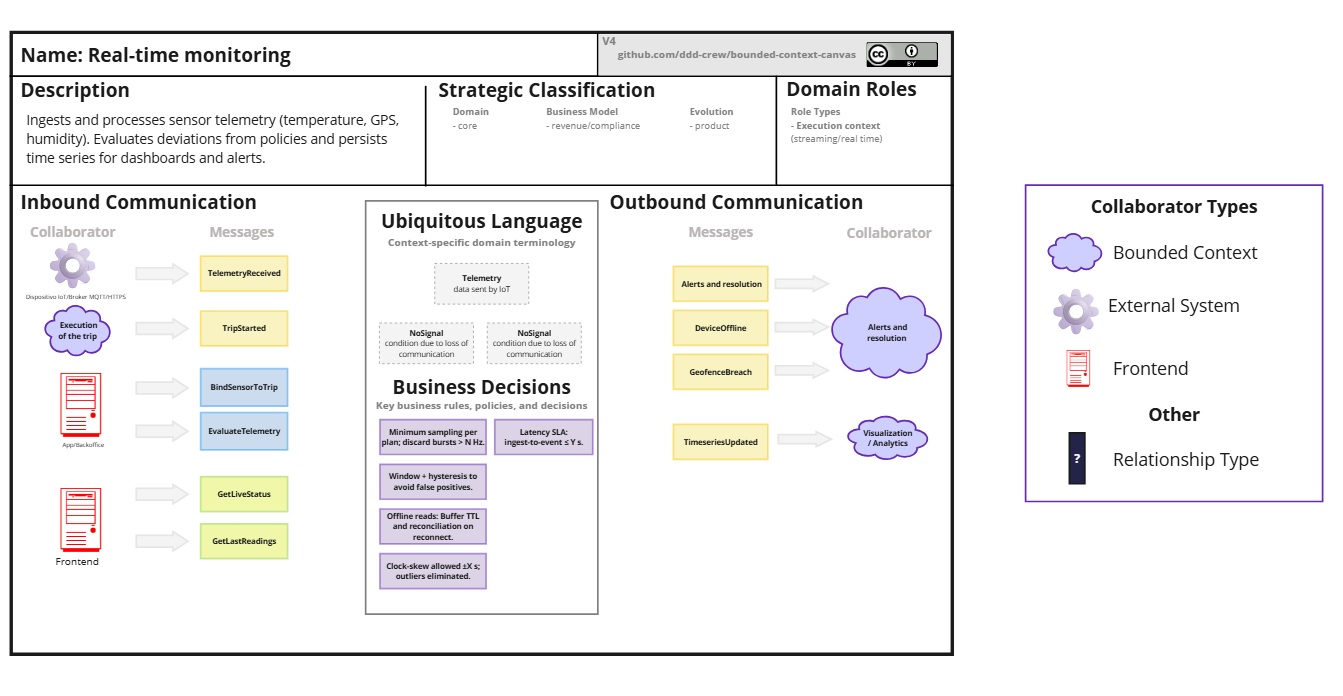 Name: Real-time monitoring
V4
github.com/ddd-crew/bounded-context-canvas
cc
BY
Description
Ingests and processes sensor telemetry (temperature, GPS,
humidity). Evaluates deviations from policies and persists
time series for dashboards and alerts.
Strategic Classification
Domain
- core
Business Model
- revenue/compliance
Evolution
- product
Domain Roles
Role Types
- Execution context
(streaming/real time)
Inbound Communication
Collaborator
Messages
Dispositivo IoT/Broker MQTT/HTTPS
TelemetryReceived
Execution
of the trip
TripStarted
App/Backoffice
BindSensorToTrip
EvaluateTelemetry
Frontend
GetLiveStatus
GetLastReadings
Ubiquitous Language
Context-specific domain terminology
Telemetry
data sent by IoT
NoSignal
condition due to loss of
communication
NoSignal
condition due to loss of
communication
Business Decisions
Key business rules, policies, and decisions
Minimum sampling per
plan; discard bursts > N Hz.
Latency SLA:
ingest-to-event ≤ Y s.
Window + hysteresis to
avoid false positives.
Offline reads: Buffer TTL
and reconciliation on
reconnect.
Clock-skew allowed ±X s;
outliers eliminated.
Outbound Communication
Messages
Collaborator
Alerts and resolution
DeviceOffline
GeofenceBreach
Alerts and
resolution
TimeseriesUpdated
Visualization
/ Analytics
Collaborator Types
Bounded Context
External System
Frontend
Other
?
Relationship Type